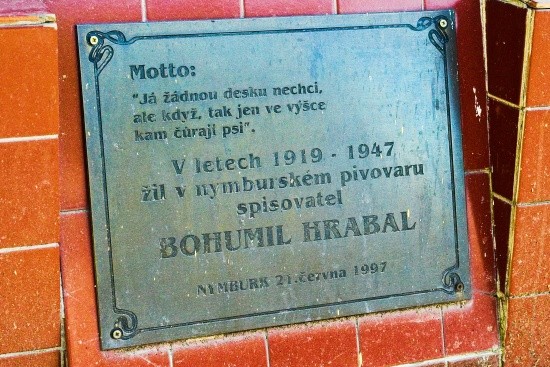 Motto:
"Já žádnou desku nechci,
ale když, tak jen ve výšce
kam čůrají psi".
V letech 1919 - 1947
žil v nymburském pivovaru
spisovatel
BOHUMIL HRABAL
NYMBURK 21.června 1997